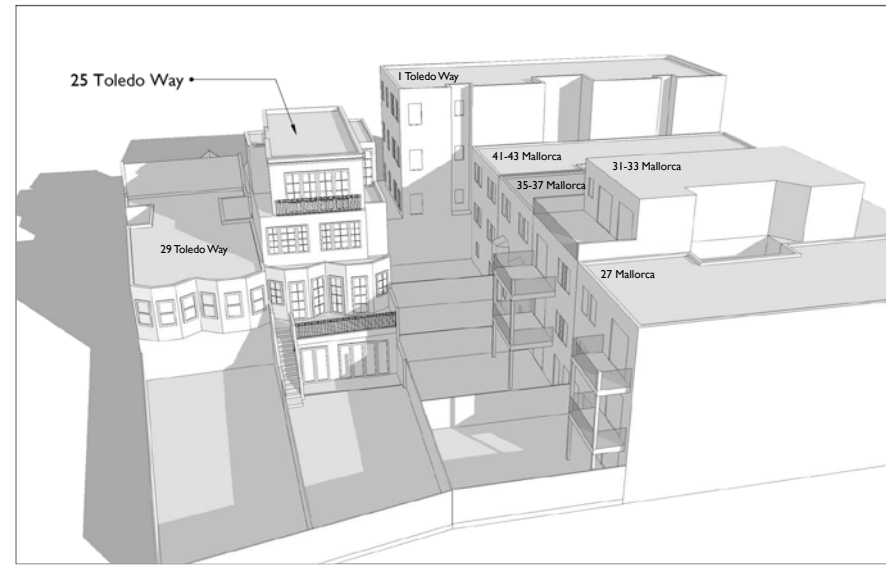 25 Toledo Way
1 Toledo Way
41-43 Mallorca
31-33 Mallorca
35-37 Mallorca
29 Toledo Way
27 Mallorca